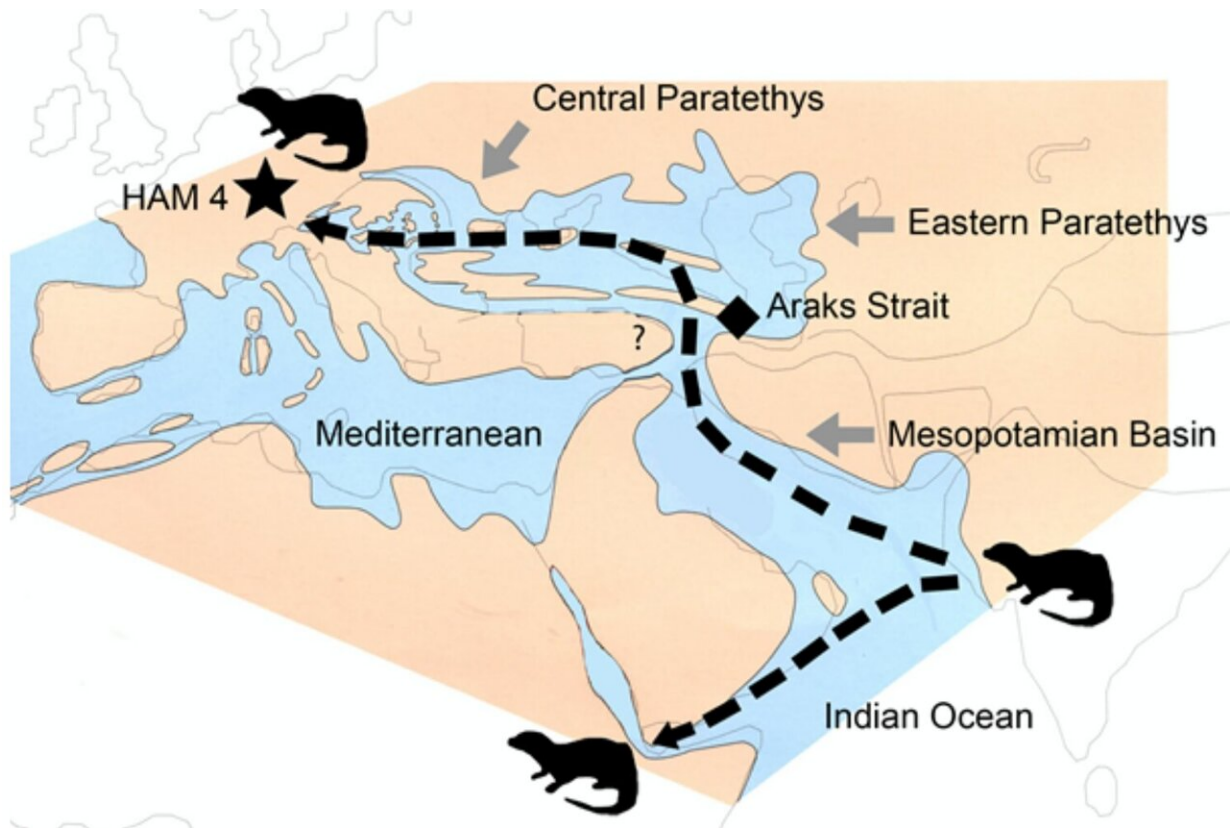 Central Paratethys
HAM 4
Eastern Paratethys
Araks Strait
?
Mediterranean
Mesopotamian Basin
Indian Ocean